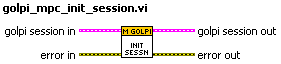 golpi_mpc_init_session.vi
golpi session in
M GOLPI
golpi session out
INIT
SESSN
error in
error out